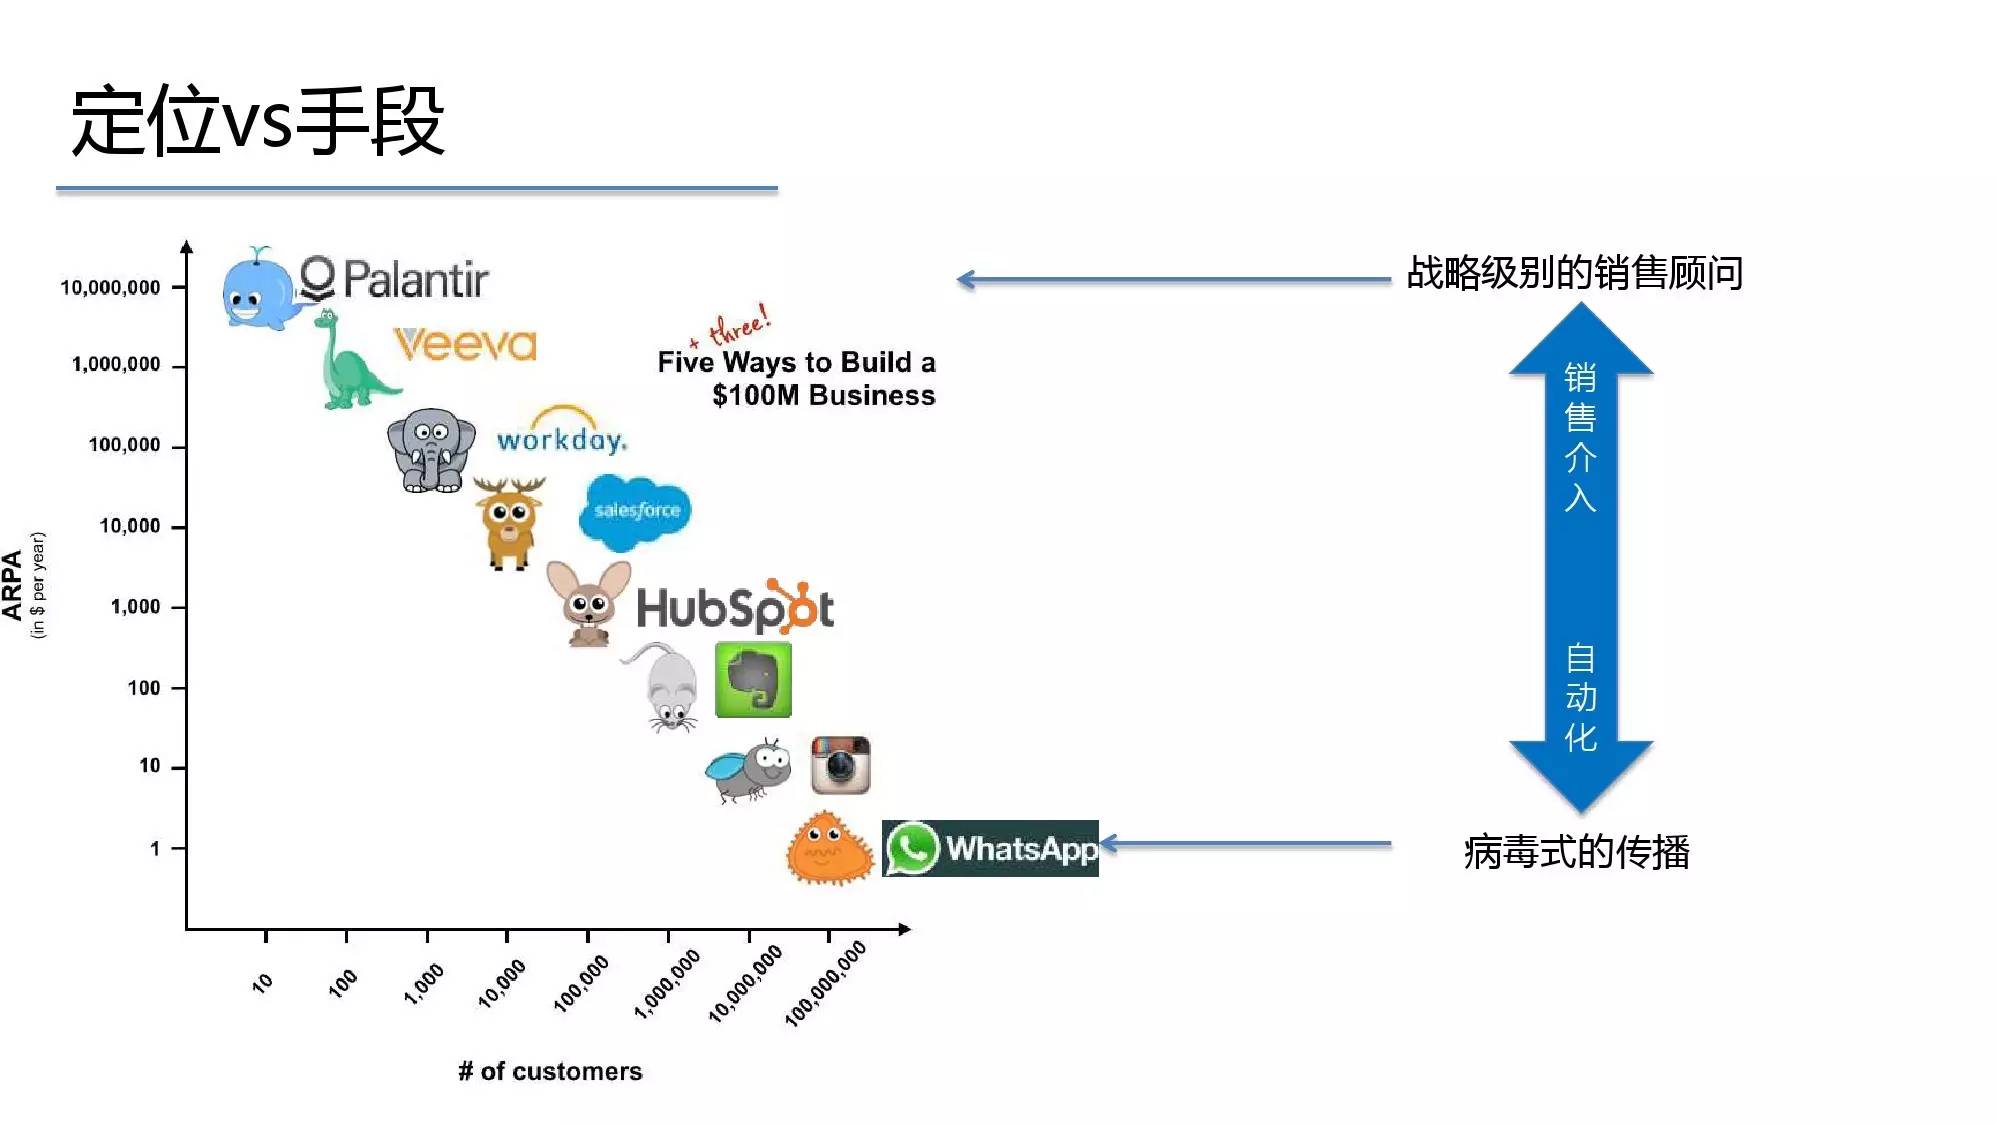 定位vs手段
10,000,000
1,000,000
100,000
10,000
1,000
100
10
1
ARPA
(in $ per year)
Palantir
Veeva
workday.
salesforce
HubSpot
WhatsApp
+ three!
Five Ways to Build a
$100M Business
10
100
1,000
10,000
100,000
1,000,000
10,000,000
100,000,000
# of customers
战略级别的销售顾问
销售介入
自动化
病毒式的传播